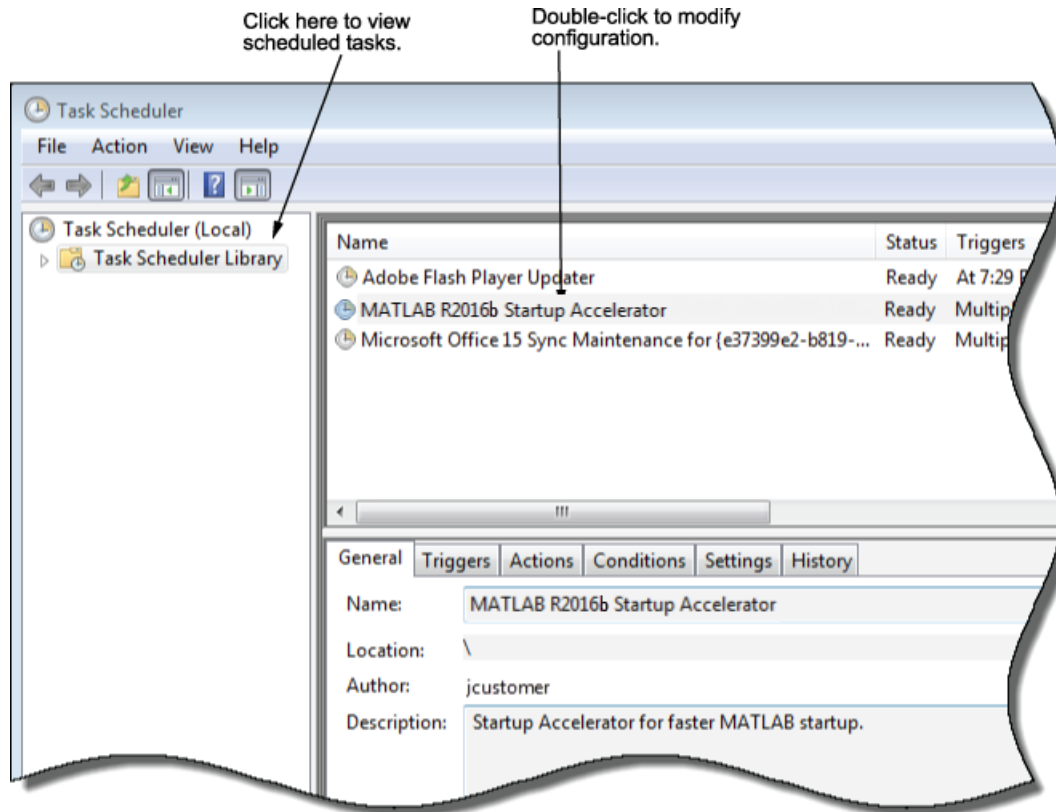 Click here to view
scheduled tasks.
Double-click to modify
configuration.
Task Scheduler
File Action View Help
Task Scheduler (Local)
Task Scheduler Library
Name Status Triggers
Adobe Flash Player Updater Ready At 7:29
MATLAB R2016b Startup Accelerator Ready Multip
Microsoft Office 15 Sync Maintenance for {e37399e2-b819-... Ready Multip
General Triggers Actions Conditions Settings History
Name: MATLAB R2016b Startup Accelerator
Location: \
Author: jcustomer
Description: Startup Accelerator for faster MATLAB startup.